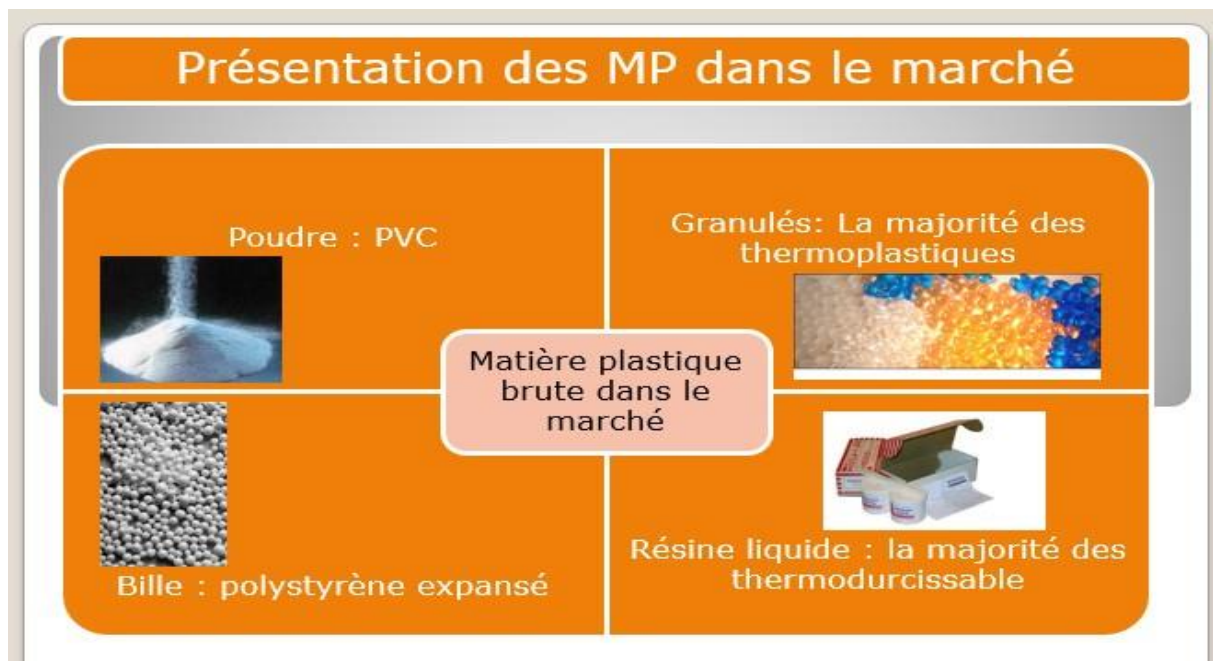 Présentation des MP dans le marché
Poudre : PVC
Granulés: La majorité des
thermoplastiques
Matière plastique
brute dans le
marché
Bille : polystyrène expansé
Résine liquide : la majorité des
thermodurcissable